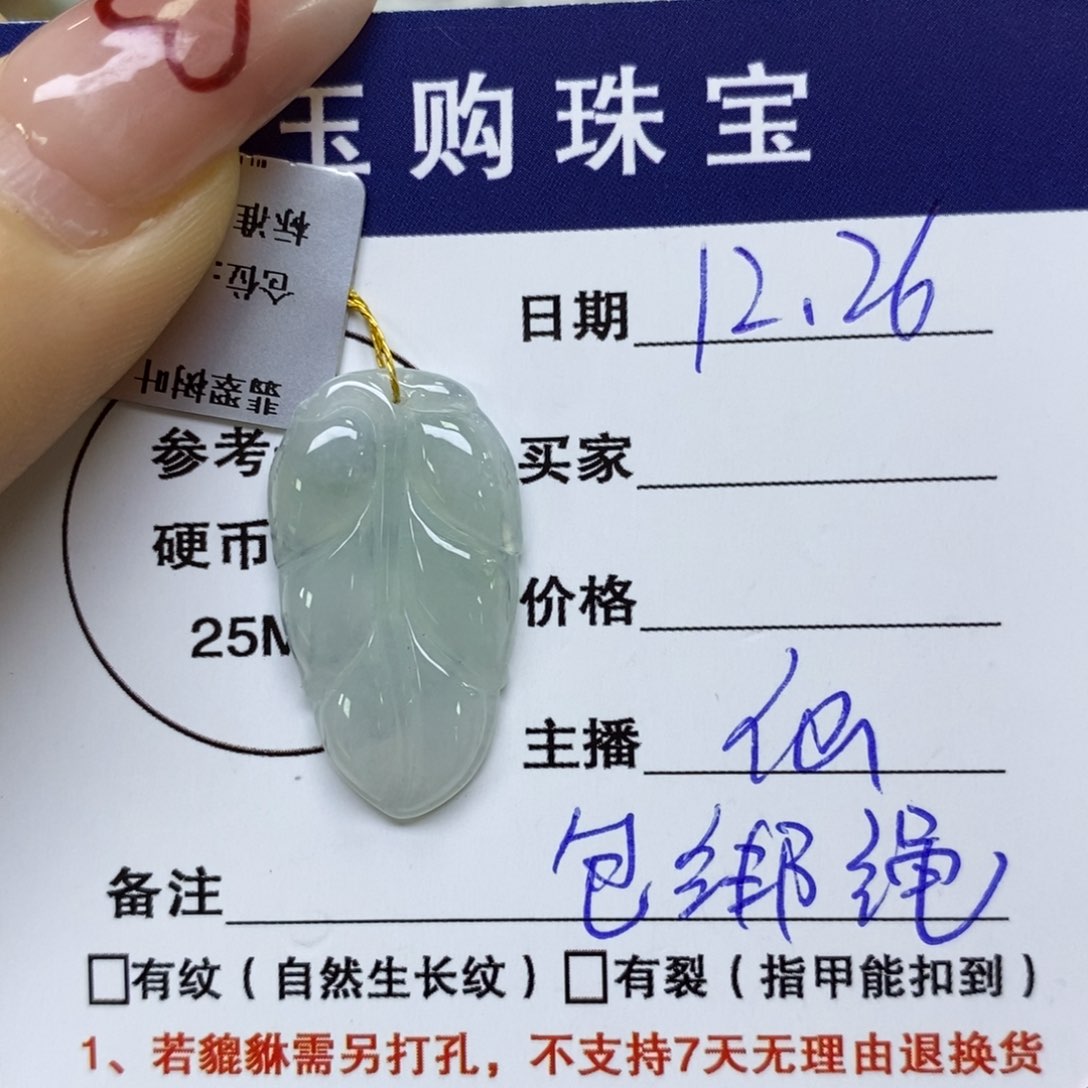 玉购珠宝
标准
仓位：
翡翠树叶
日期 12.26
参考
买家
硬币
价格
25M
主播 仙
备注 包绑绳
□有纹（自然生长纹）□有裂（指甲能扣到）
1、若貔貅需另打孔，不支持7天无理由退换货